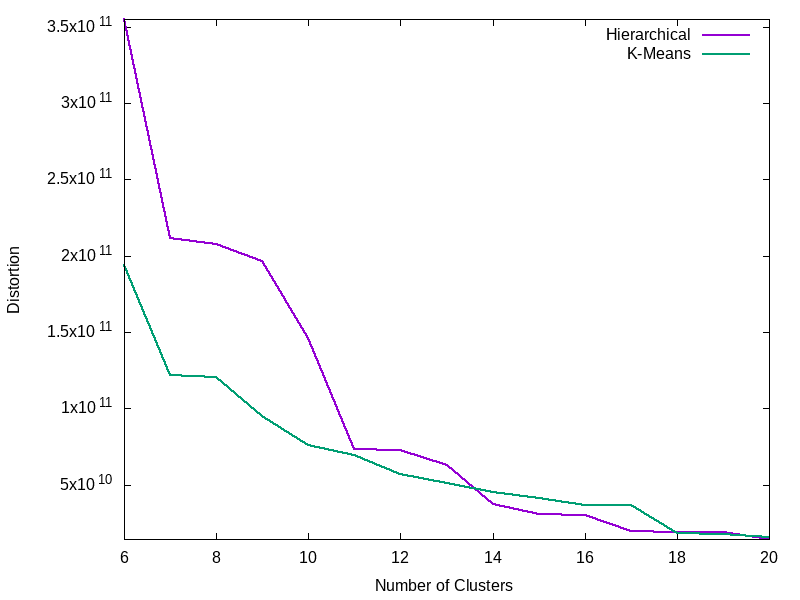 3.5x10^11
3x10^11
2.5x10^11
2x10^11
1.5x10^11
1x10^11
5x10^10
6 8 10 12 14 16 18 20
Distortion
Number of Clusters
Hierarchical
K-Means